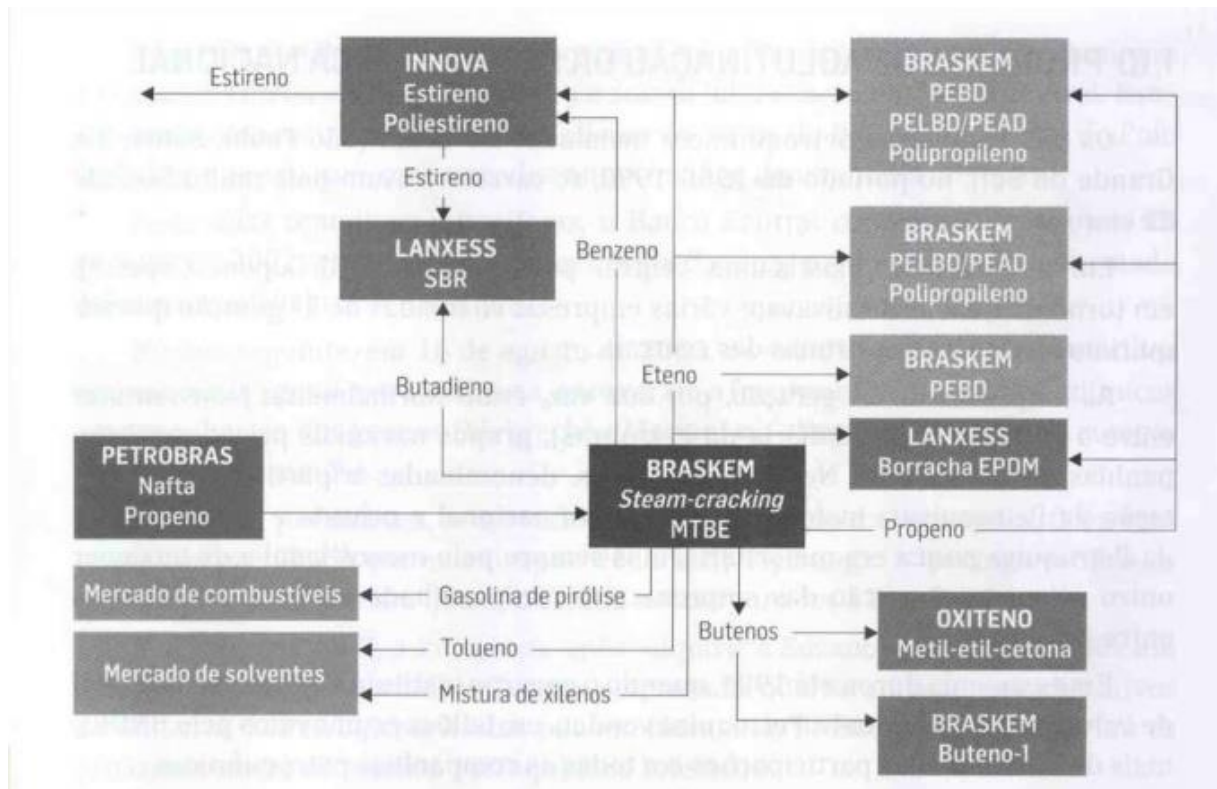 Estireno
INNOVA
Estireno
Poliestireno
BRASKEM
PEBD
PELBD/PEAD
Polipropileno
Estireno
LANXESS
SBR
Benzeno
BRASKEM
PELBD/PEAD
Polipropileno
Butadieno
Eteno
BRASKEM
PEBD
PETROBRAS
Nafta
Propeno
BRASKEM
Steam-cracking
MTBE
LANXESS
Borracha EPDM
Propeno
Mercado de combustíveis
Gasolina de pirólise
Butenos
OXITENO
Metil-etil-cetona
Mercado de solventes
Tolueno
Mistura de xilenos
BRASKEM
Buteno-1